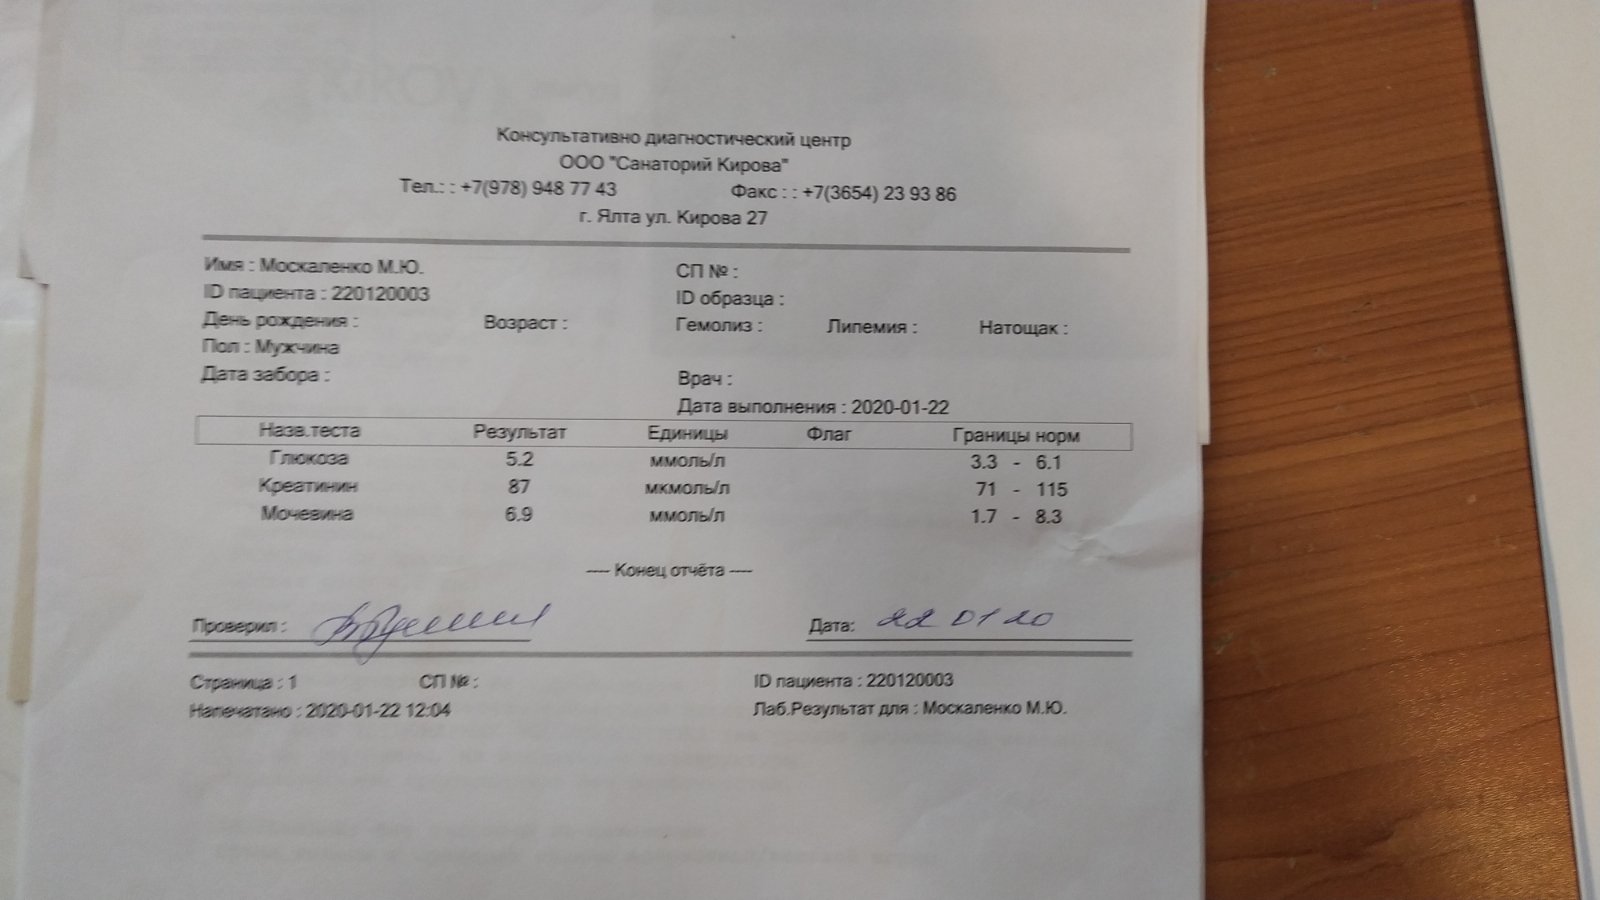 Консультативно диагностический центр
ООО "Санаторий Кирова"
Тел.: : +7(978) 948 77 43 Факс : : +7(3654) 23 93 86
г. Ялта ул. Кирова 27
Имя : Москаленко М.Ю. СП № :
ID пациента : 220120003 ID образца :
День рождения : Возраст : Гемолиз : Липемия : Натощак :
Пол : Мужчина
Дата забора : Врач :
Дата выполнения : 2020-01-22
Назв.теста Результат Единицы Флаг Границы норм
Глюкоза 5.2 ммоль/л 3.3 - 6.1
Креатинин 87 мкмоль/л 71 - 115
Мочевина 6.9 ммоль/л 1.7 - 8.3
---- Конец отчёта ----
Проверил : Дата: 22 01 20
Страница : 1 СП № : ID пациента : 220120003
Напечатано : 2020-01-22 12:04 Лаб.Результат для : Москаленко М.Ю.